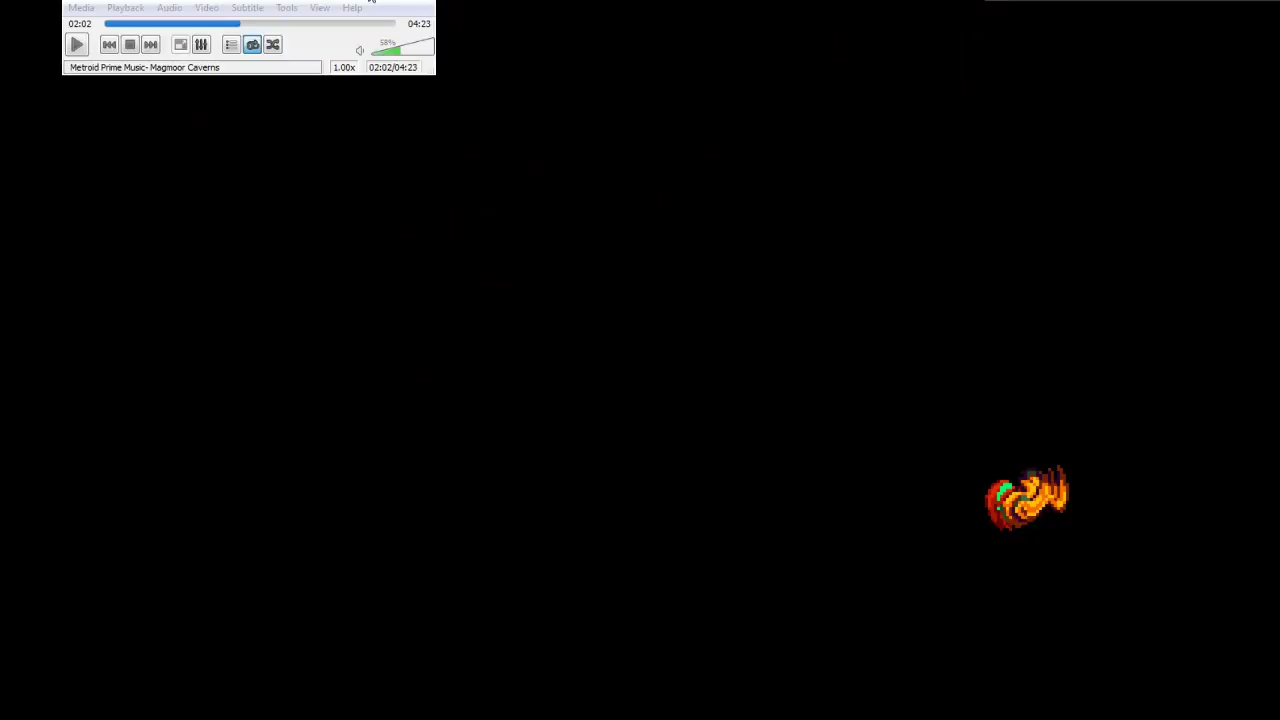 Media Playback Audio Video Subtitle Tools View Help
02:02 04:23
58%
Metroid Prime Music- Magmoor Caverns 1.00x 02:02/04:23